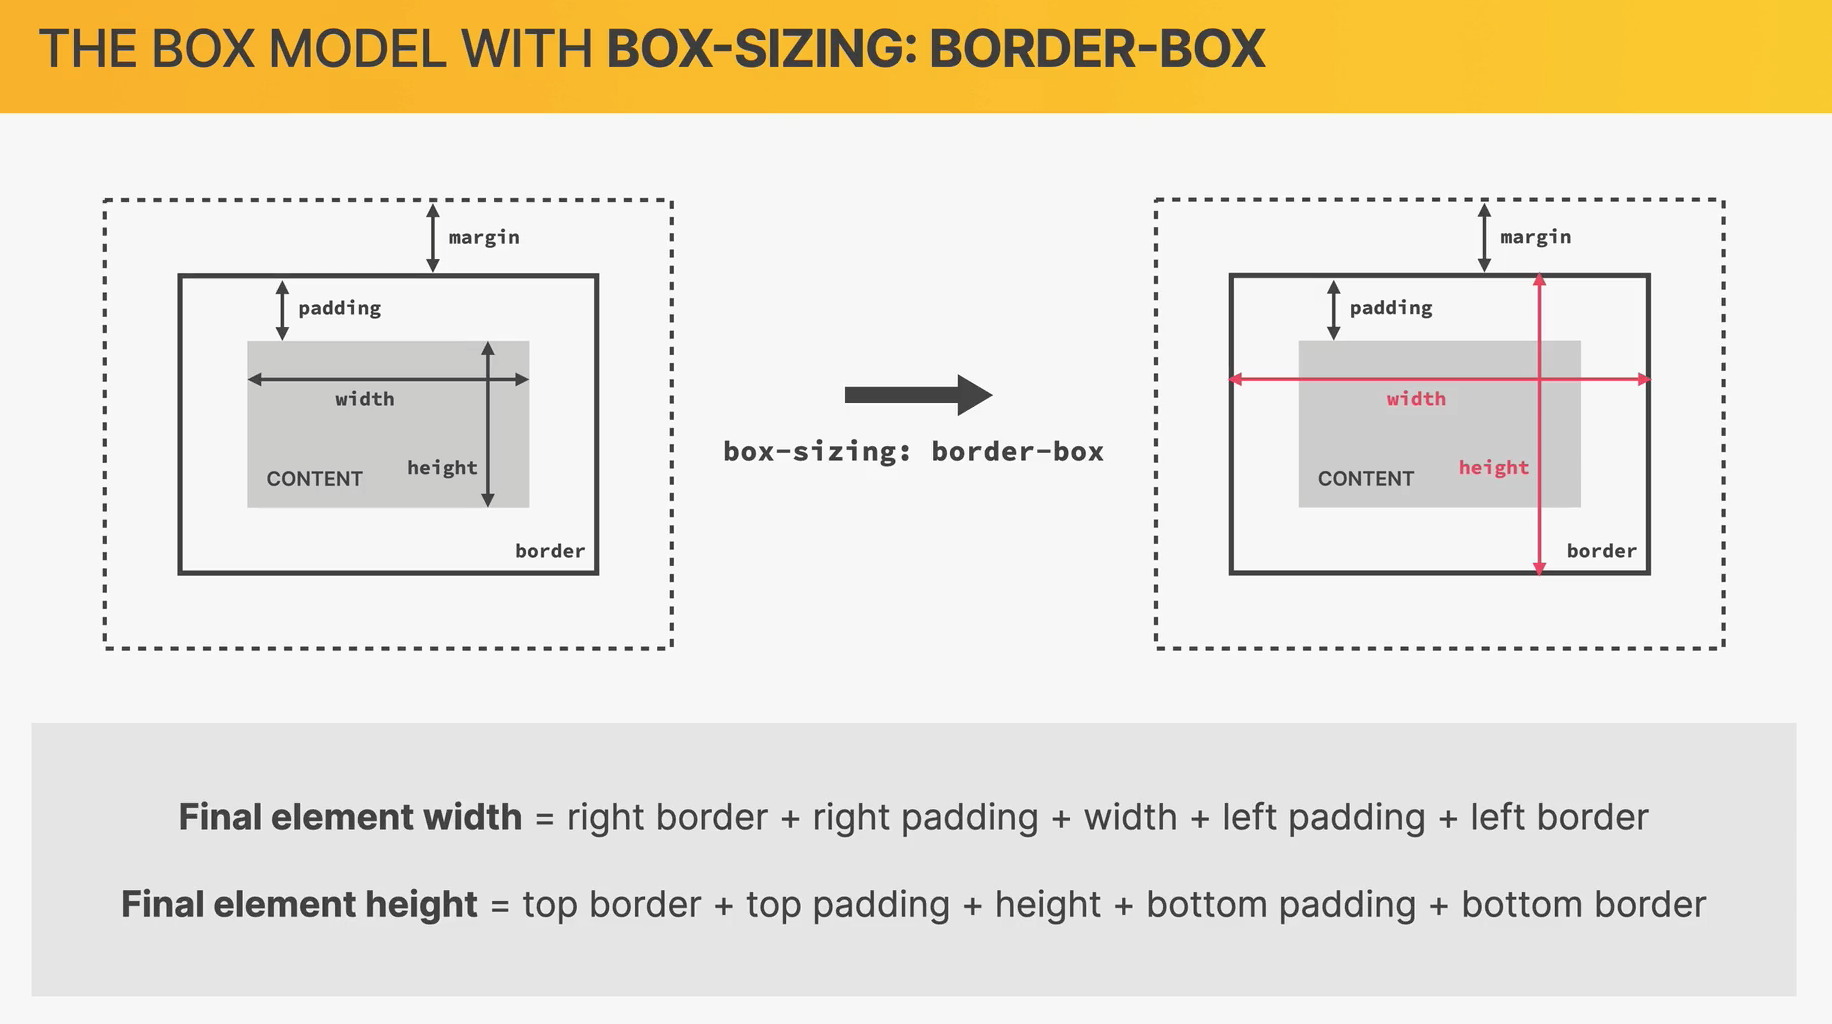 THE BOX MODEL WITH BOX-SIZING: BORDER-BOX
margin
padding
width
height
CONTENT
border
box-sizing: border-box
margin
padding
width
height
CONTENT
border
Final element width = right border + right padding + width + left padding + left border
Final element height = top border + top padding + height + bottom padding + bottom border